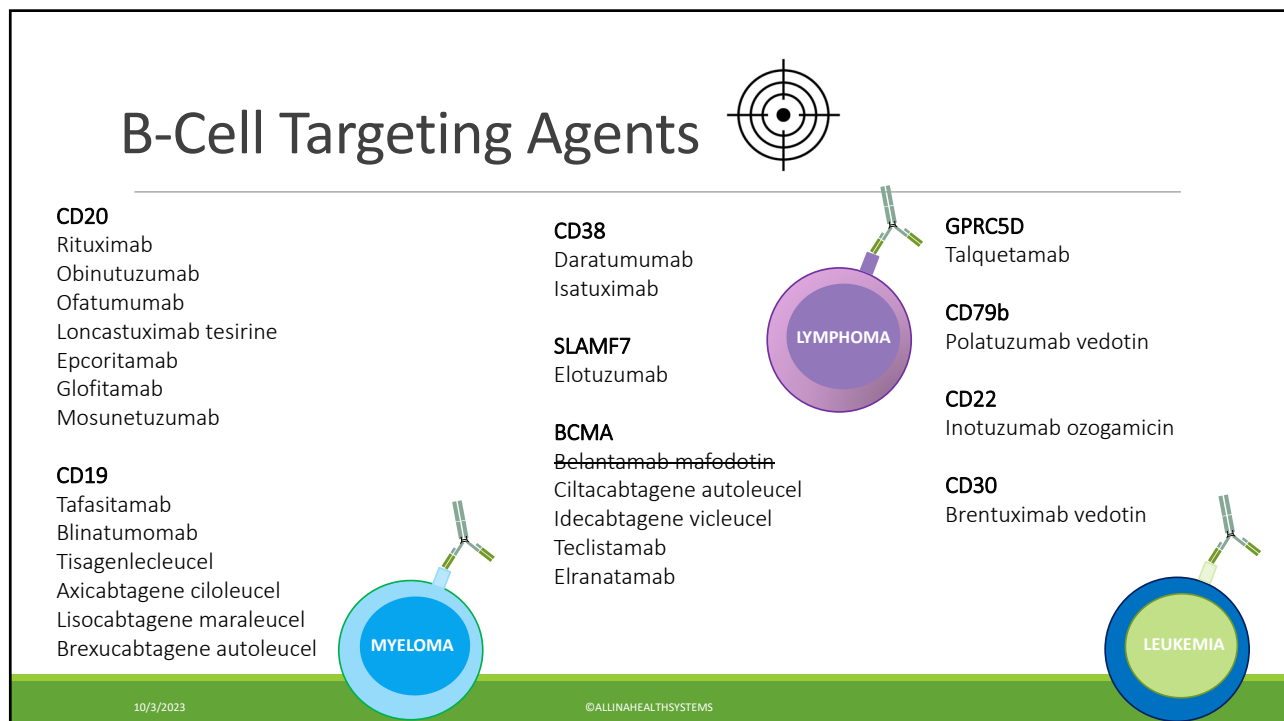 B-Cell Targeting Agents
CD20
Rituximab
Obinutuzumab
Ofatumumab
Loncastuximab tesirine
Epcoritamab
Glofitamab
Mosunetuzumab
CD19
Tafasitamab
Blinatumomab
Tisagenlecleucel
Axicabtagene ciloleucel
Lisocabtagene maraleucel
Brexucabtagene autoleucel
MYELOMA
CD38
Daratumumab
Isatuximab
SLAMF7
Elotuzumab
BCMA
Belantamab mafodotin
Ciltacabtagene autoleucel
Idecabtagene vicleucel
Teclistamab
Elranatamab
LYMPHOMA
GPRC5D
Talquetamab
CD79b
Polatuzumab vedotin
CD22
Inotuzumab ozogamicin
CD30
Brentuximab vedotin
LEUKEMIA
10/3/2023
©ALLINAHEALTHSYSTEMS